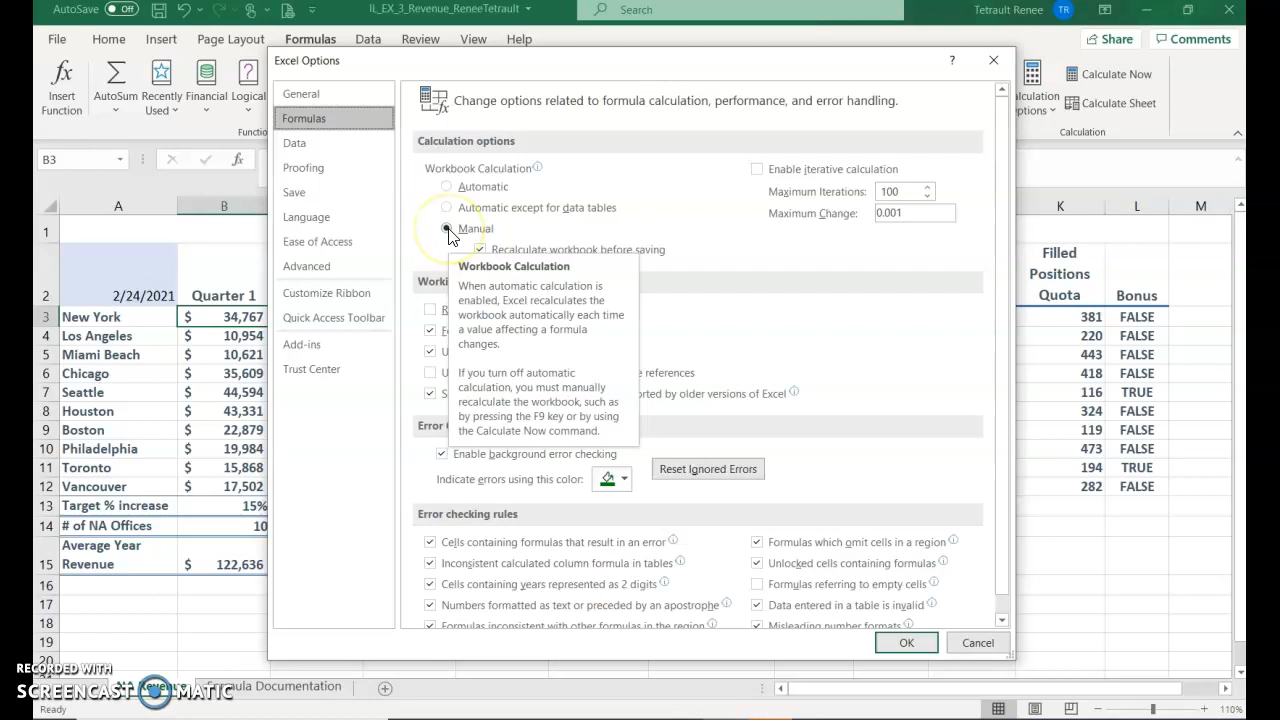 AutoSave Off
IL_EX_3_Revenue_ReneeTetrault
Search
Tetrault Renee TR
File Home Insert Page Layout Formulas Data Review View Help
Share Comments
Insert Function
AutoSum
Recently Used
Financial
Logical
Calculate Now
Calculate Sheet
Calculation
B3
fx
Excel Options
?
General
Formulas
Data
Proofing
Save
Language
Ease of Access
Advanced
Customize Ribbon
Quick Access Toolbar
Add-ins
Trust Center
Change options related to formula calculation, performance, and error handling.
Calculation options
Workbook Calculation
Automatic
Automatic except for data tables
Manual
Recalculate workbook before saving
Enable iterative calculation
Maximum Iterations: 100
Maximum Change: 0.001
Workbook Calculation
When automatic calculation is
enabled, Excel recalculates the
workbook automatically each time
a value affecting a formula
changes.
If you turn off automatic
calculation, you must manually
recalculate the workbook, such as
by pressing the F9 key or by using
the Calculate Now command.
references
by older versions of Excel
Error
Enable background error checking
Indicate errors using this color:
Reset Ignored Errors
Error checking rules
Cells containing formulas that result in an error
Inconsistent calculated column formula in tables
Cells containing years represented as 2 digits
Numbers formatted as text or preceded by an apostrophe
Formulas inconsistent with other formulas in the region
Formulas which omit cells in a region
Unlocked cells containing formulas
Formulas referring to empty cells
Data entered in a table is invalid
Misleading number formats
OK Cancel
A B K L M
1
2 2/24/2021 Quarter 1 Filled Positions Quota Bonus
3 New York $ 34,767 381 FALSE
4 Los Angeles $ 10,954 220 FALSE
5 Miami Beach $ 10,621 443 FALSE
6 Chicago $ 35,609 418 FALSE
7 Seattle $ 44,594 116 TRUE
8 Houston $ 43,331 324 FALSE
9 Boston $ 22,879 119 FALSE
10 Philadelphia $ 19,984 473 FALSE
11 Toronto $ 15,868 194 TRUE
12 Vancouver $ 17,502 282 FALSE
13 Target % increase 15%
14 # of NA Offices 10
15 Average Year Revenue $ 122,636
16
17
18
19
20
RECORDED WITH
SCREENCAST MATIC
Formula Documentation
Ready
110%